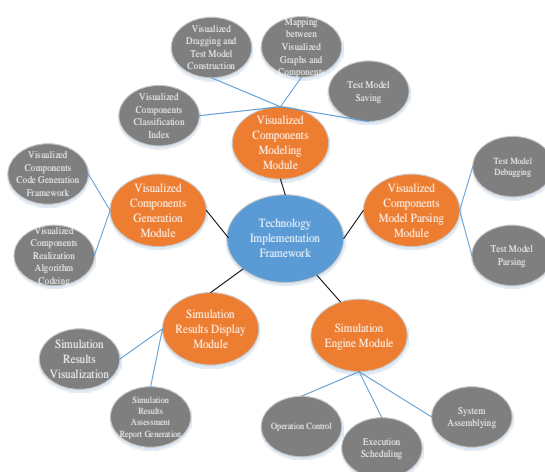 Visualized
Dragging and
Test Model
Construction
Mapping
between
Visualized
Graphs and
Component
Test Model
Saving
Visualized
Components
Classification
Index
Visualized
Components
Modeling
Module
Visualized
Components
Code Generation
Framework
Visualized
Components
Realization
Algorithm
Codeing
Visualized
Components
Generation
Module
Technology
Implementation
Framework
Visualized
Components
Model Parsing
Module
Test Model
Debugging
Test Model
Parsing
Simulation
Results Display
Module
Simulation
Engine Module
Simulation
Results
Visualization
Simulation
Results
Assessment
Report Generation
Operation Control
Execution
Scheduling
System
Assemblying